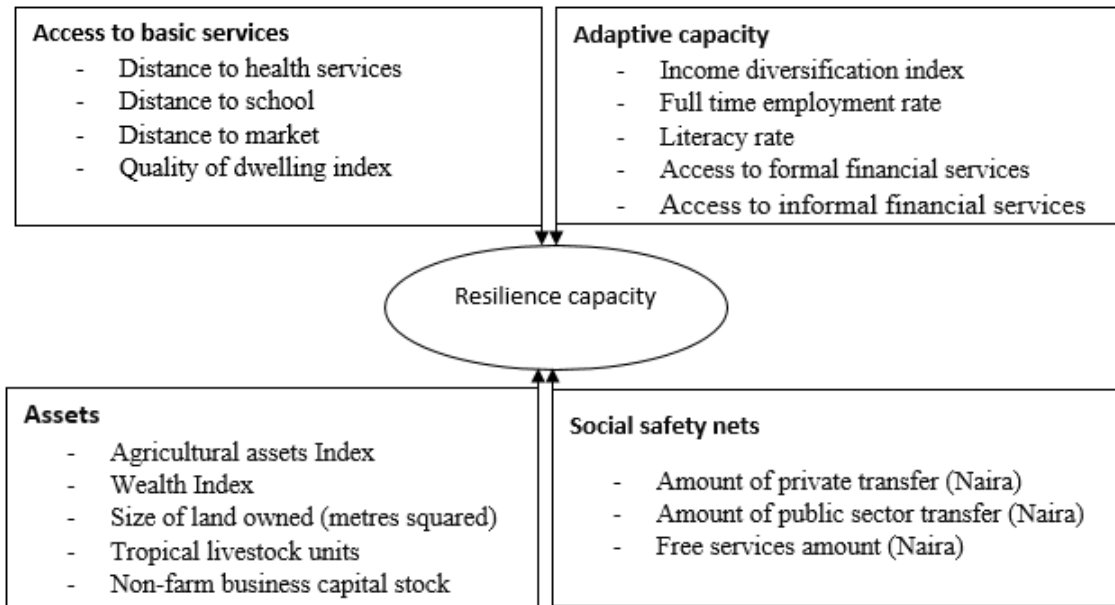 Access to basic services
- Distance to health services
- Distance to school
- Distance to market
- Quality of dwelling index
Adaptive capacity
- Income diversification index
- Full time employment rate
- Literacy rate
- Access to formal financial services
- Access to informal financial services
Resilience capacity
Assets
- Agricultural assets Index
- Wealth Index
- Size of land owned (metres squared)
- Tropical livestock units
- Non-farm business capital stock
Social safety nets
- Amount of private transfer (Naira)
- Amount of public sector transfer (Naira)
- Free services amount (Naira)